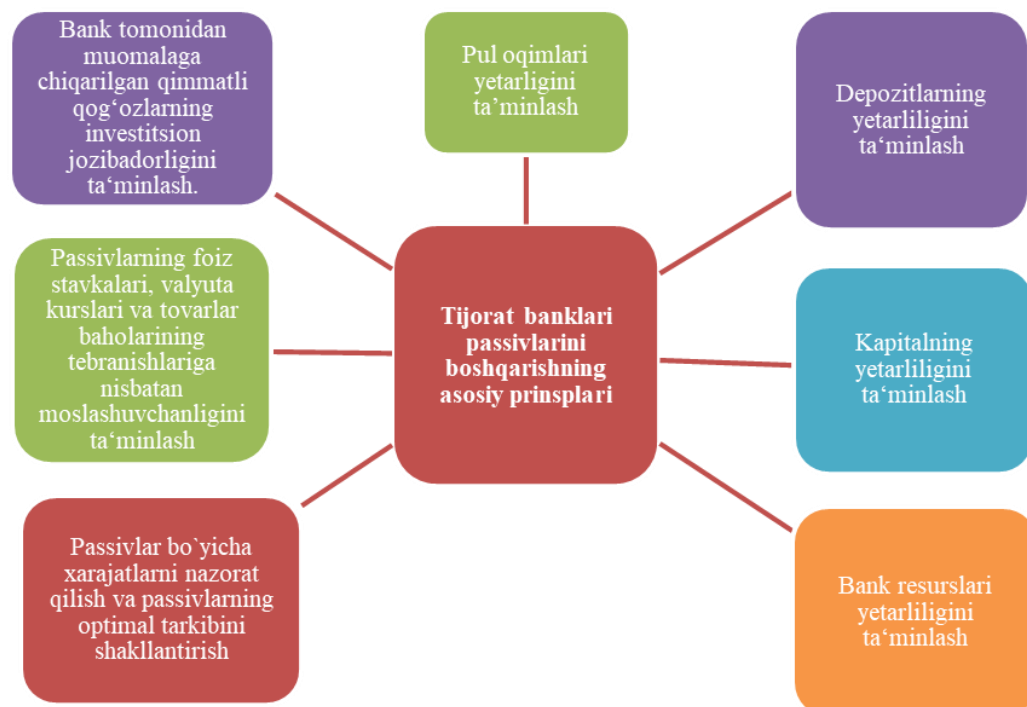 Bank tomonidan
muomalaga
chiqarilgan qimmatli
qog‘ozlarning
investitsion
jozibadorligini
ta‘minlash.
Pul oqimlari
yetarligini
ta’minlash
Depozitlarning
yetarliligini
ta‘minlash
Passivlarning foiz
stavkalari, valyuta
kurslari va tovarlar
baholarining
tebranishlariga
nisbatan
moslashuvchanligini
ta‘minlash
Tijorat banklari
passivlarini
boshqarishning
asosiy prinsplari
Kapitalning
yetarliligini
ta‘minlash
Passivlar bo`yicha
xarajatlarni nazorat
qilish va passivlarning
optimal tarkibini
shakllantirish
Bank resurslari
yetarliligini
ta‘minlash